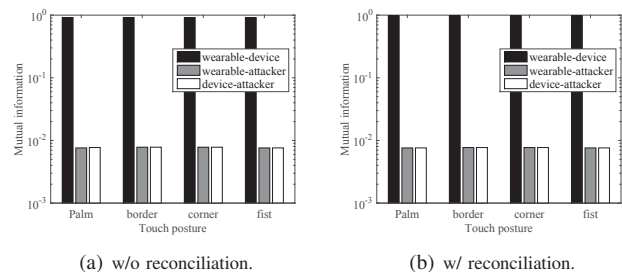 10^0
10^-1
10^-2
10^-3
Mutual information
wearable-device
wearable-attacker
device-attacker
Palm border corner fist
Touch posture
(a) w/o reconciliation.
10^0
10^-1
10^-2
10^-3
Mutual information
wearable-device
wearable-attacker
device-attacker
Palm border corner fist
Touch posture
(b) w/ reconciliation.